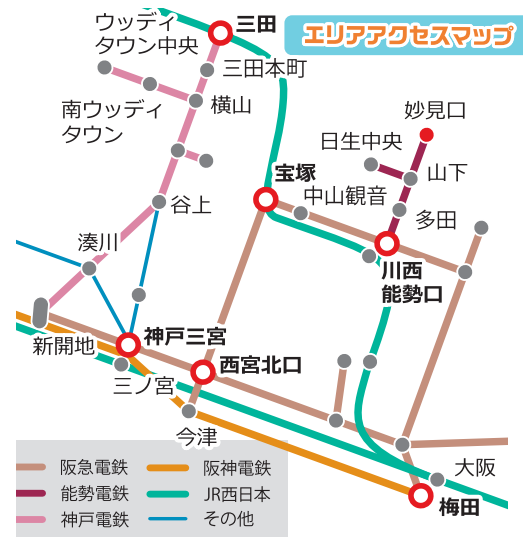 ウッディ
タウン中央
三田
エリアアクセスマップ
三田本町
南ウッディ
タウン
横山
妙見口
日生中央
宝塚
中山観音
山下
谷上
多田
湊川
川西
能勢口
新開地
神戸三宮
西宮北口
三ノ宮
今津
大阪
梅田
阪急電鉄
阪神電鉄
能勢電鉄
JR西日本
神戸電鉄
その他